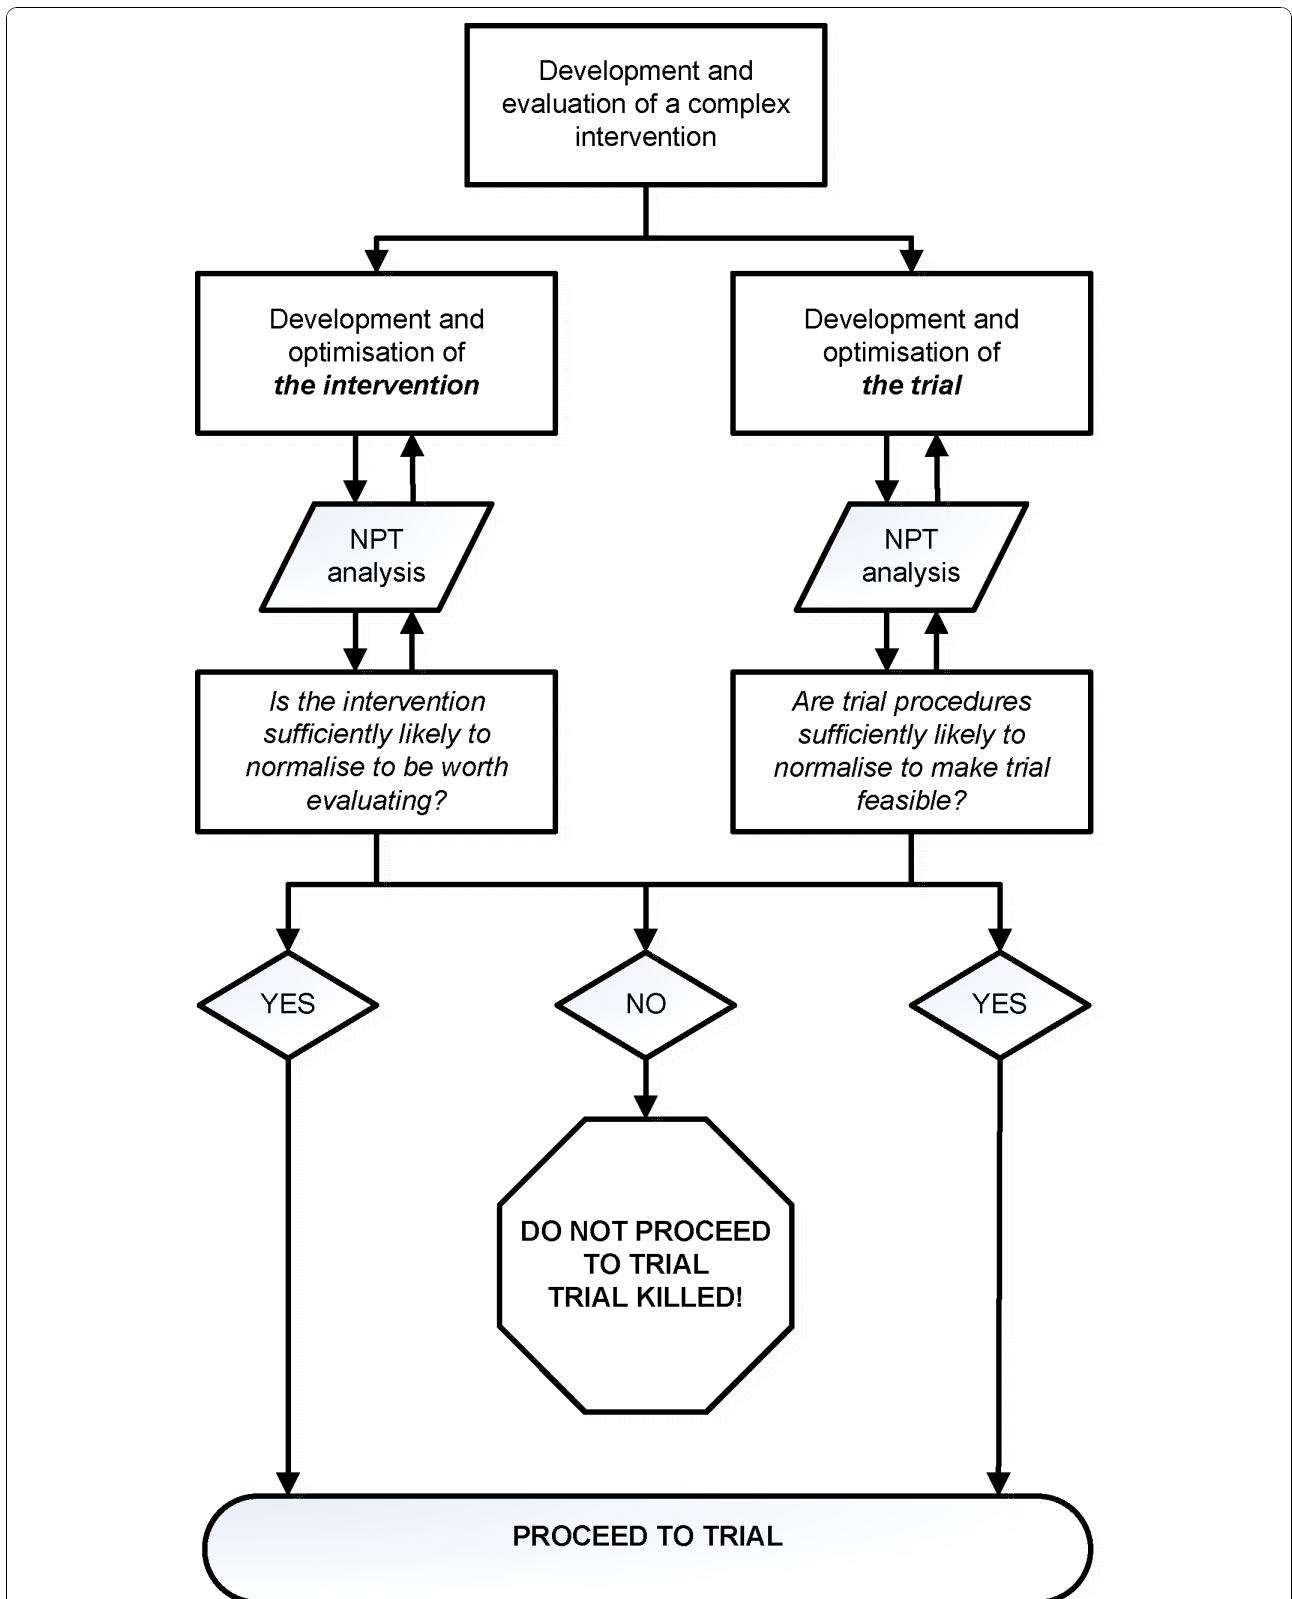 Development and
evaluation of a complex
intervention
Development and
optimisation of
the intervention
Development and
optimisation of
the trial
NPT
analysis
NPT
analysis
Is the intervention
sufficiently likely to
normalise to be worth
evaluating?
Are trial procedures
sufficiently likely to
normalise to make trial
feasible?
YES
NO
YES
DO NOT PROCEED
TO TRIAL
TRIAL KILLED!
PROCEED TO TRIAL